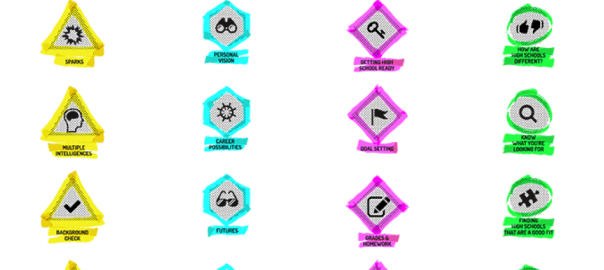 SPARKS
PERSONAL
VISION
GETTING HIGH
SCHOOL READY
HOW ARE
HIGH SCHOOLS
DIFFERENT?
MULTIPLE
INTELLIGENCES
CAREER
POSSIBILITIES
GOAL SETTING
KNOW
WHAT YOU'RE
LOOKING FOR
BACKGROUND
CHECK
FUTURES
GRADES &
HOMEWORK
FINDING
HIGH SCHOOLS
THAT ARE A GOOD FIT